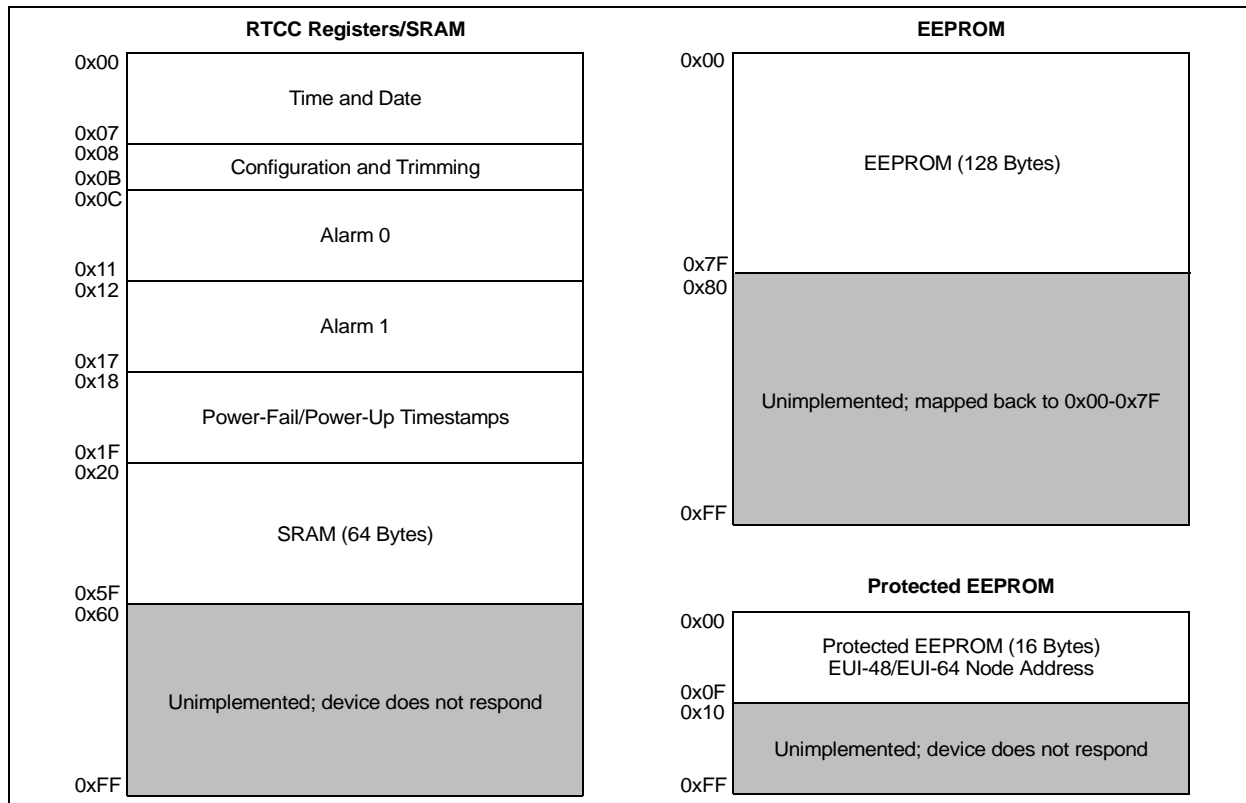 RTCC Registers/SRAM
0x00
Time and Date
0x07
0x08
Configuration and Trimming
0x0B
0x0C
Alarm 0
0x11
0x12
Alarm 1
0x17
0x18
Power-Fail/Power-Up Timestamps
0x1F
0x20
SRAM (64 Bytes)
0x5F
0x60
Unimplemented; device does not respond
0xFF
EEPROM
0x00
EEPROM (128 Bytes)
0x7F
0x80
Unimplemented; mapped back to 0x00-0x7F
0xFF
Protected EEPROM
0x00
Protected EEPROM (16 Bytes)
EUI-48/EUI-64 Node Address
0x0F
0x10
Unimplemented; device does not respond
0xFF